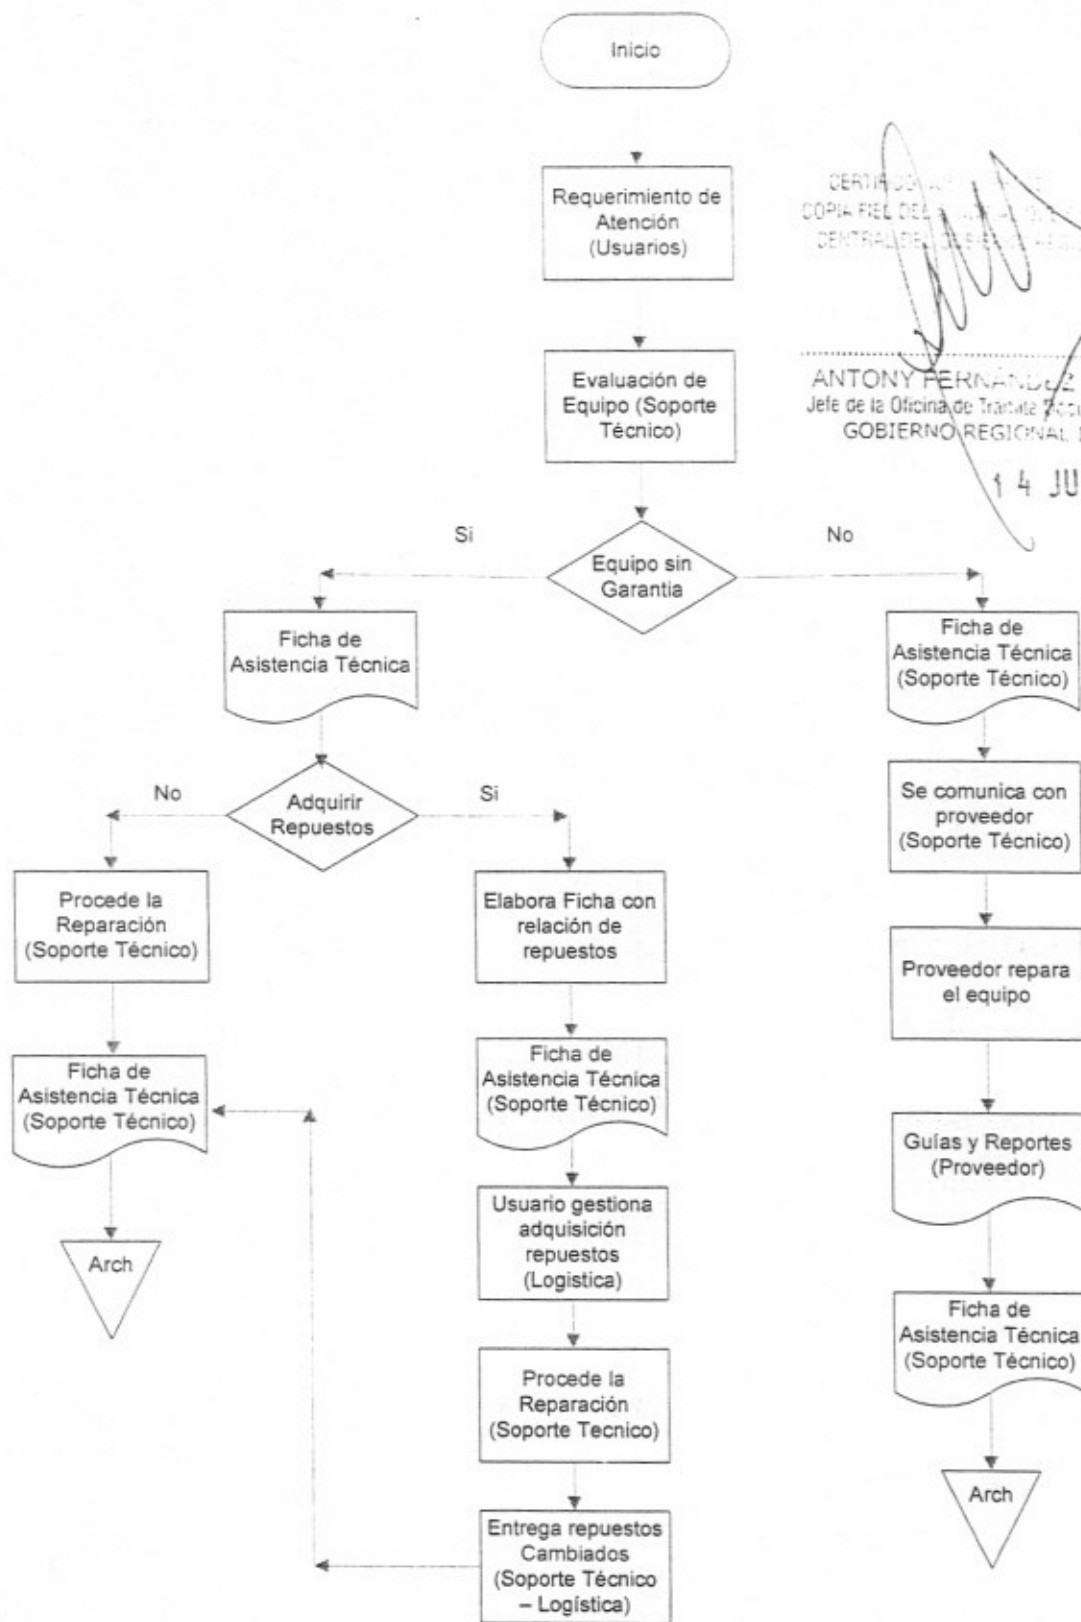 Inicio
Requerimiento de
Atención
(Usuarios)
COPIA FIEL DEL
CENTRAL DEL
Evaluación de
Equipo (Soporte
Técnico)
ANTONY FERNÁNDEZ
Jefe de la Oficina de Tramite
GOBIERNO REGIONAL
14 JU
Si
No
Equipo sin
Garantia
Ficha de
Asistencia Técnica
Ficha de
Asistencia Técnica
(Soporte Técnico)
No
Adquirir
Repuestos
Si
Se comunica con
proveedor
(Soporte Técnico)
Procede la
Reparación
(Soporte Técnico)
Elabora Ficha con
relación de
repuestos
Proveedor repara
el equipo
Ficha de
Asistencia Técnica
(Soporte Técnico)
Ficha de
Asistencia Técnica
(Soporte Técnico)
Guías y Reportes
(Proveedor)
Usuario gestiona
adquisición
repuestos
(Logistica)
Arch
Ficha de
Asistencia Técnica
(Soporte Técnico)
Procede la
Reparación
(Soporte Tecnico)
Arch
Entrega repuestos
Cambiados
(Soporte Técnico
– Logística)